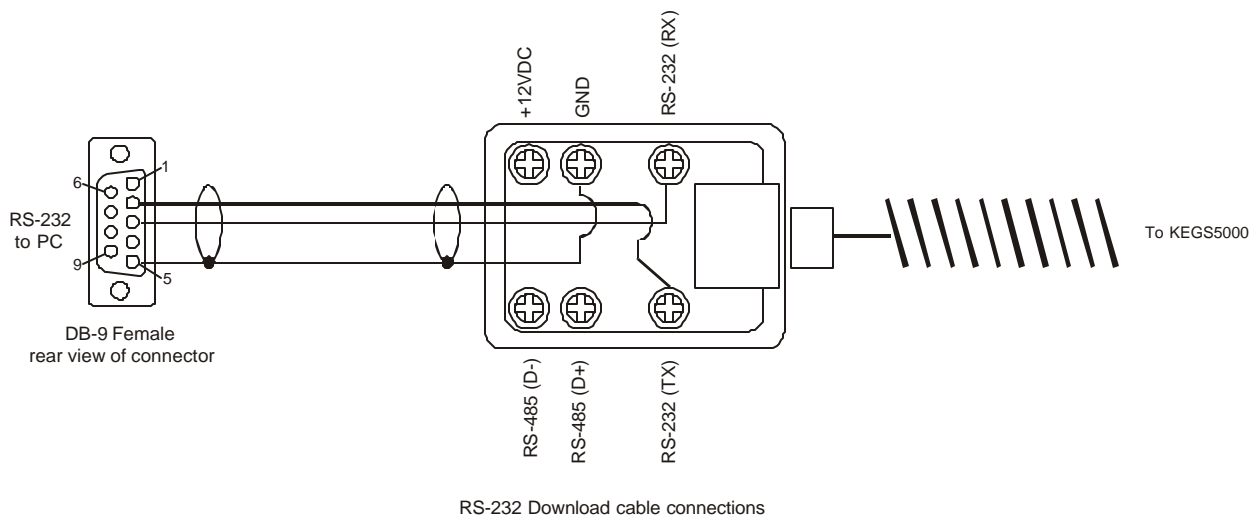 +12VDC
GND
RS-232 (RX)
1
6
RS-232
to PC
9
5
To KEGS5000
DB-9 Female
rear view of connector
RS-485 (D-)
RS-485 (D+)
RS-232 (TX)
RS-232 Download cable connections